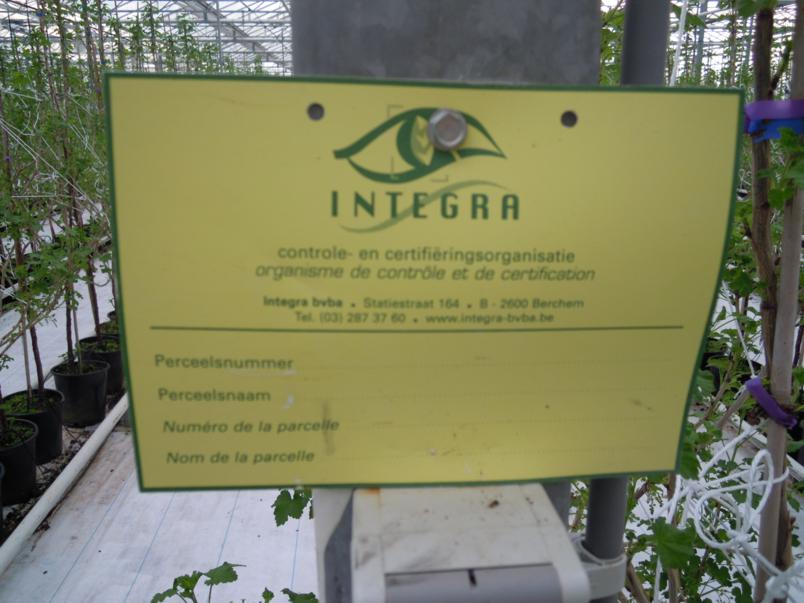 INTEGRA
controle- en certifiëringsorganisatie
organisme de contrôle et de certification
Integra bvba . Statiestraat 164 . B - 2600 Berchem
Tel. (03) 287 37 60 . www.integra-bvba.be
Perceelsnummer
Perceelsnaam
Numéro de la parcelle
Nom de la parcelle